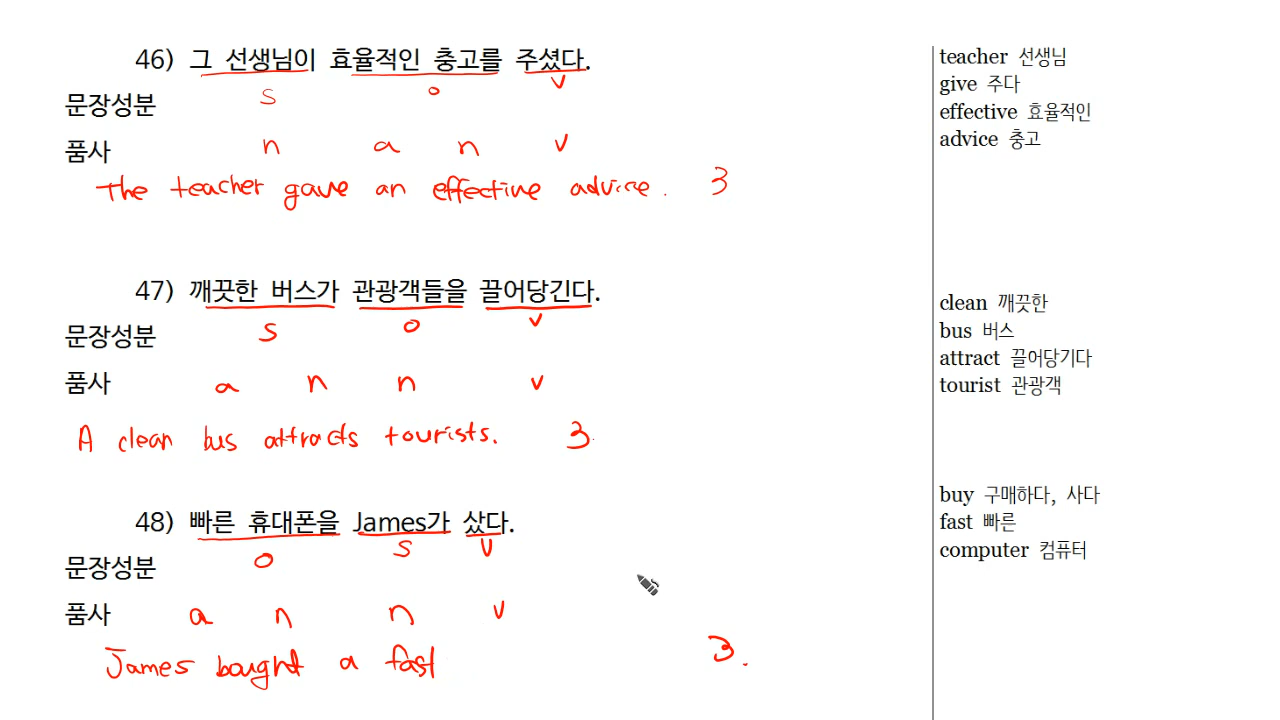 46) 그 선생님이 효율적인 충고를 주셨다.
s o v
문장성분
품사 n a n v
The teacher gave an effective advice. 3
47) 깨끗한 버스가 관광객들을 끌어당긴다.
s o v
문장성분
품사 a n n v
A clean bus attracts tourists. 3.
48) 빠른 휴대폰을 James가 샀다.
o s v
문장성분
품사 a n n v
James bought a fast 3.
teacher 선생님
give 주다
effective 효율적인
advice 충고
clean 깨끗한
bus 버스
attract 끌어당기다
tourist 관광객
buy 구매하다, 사다
fast 빠른
computer 컴퓨터